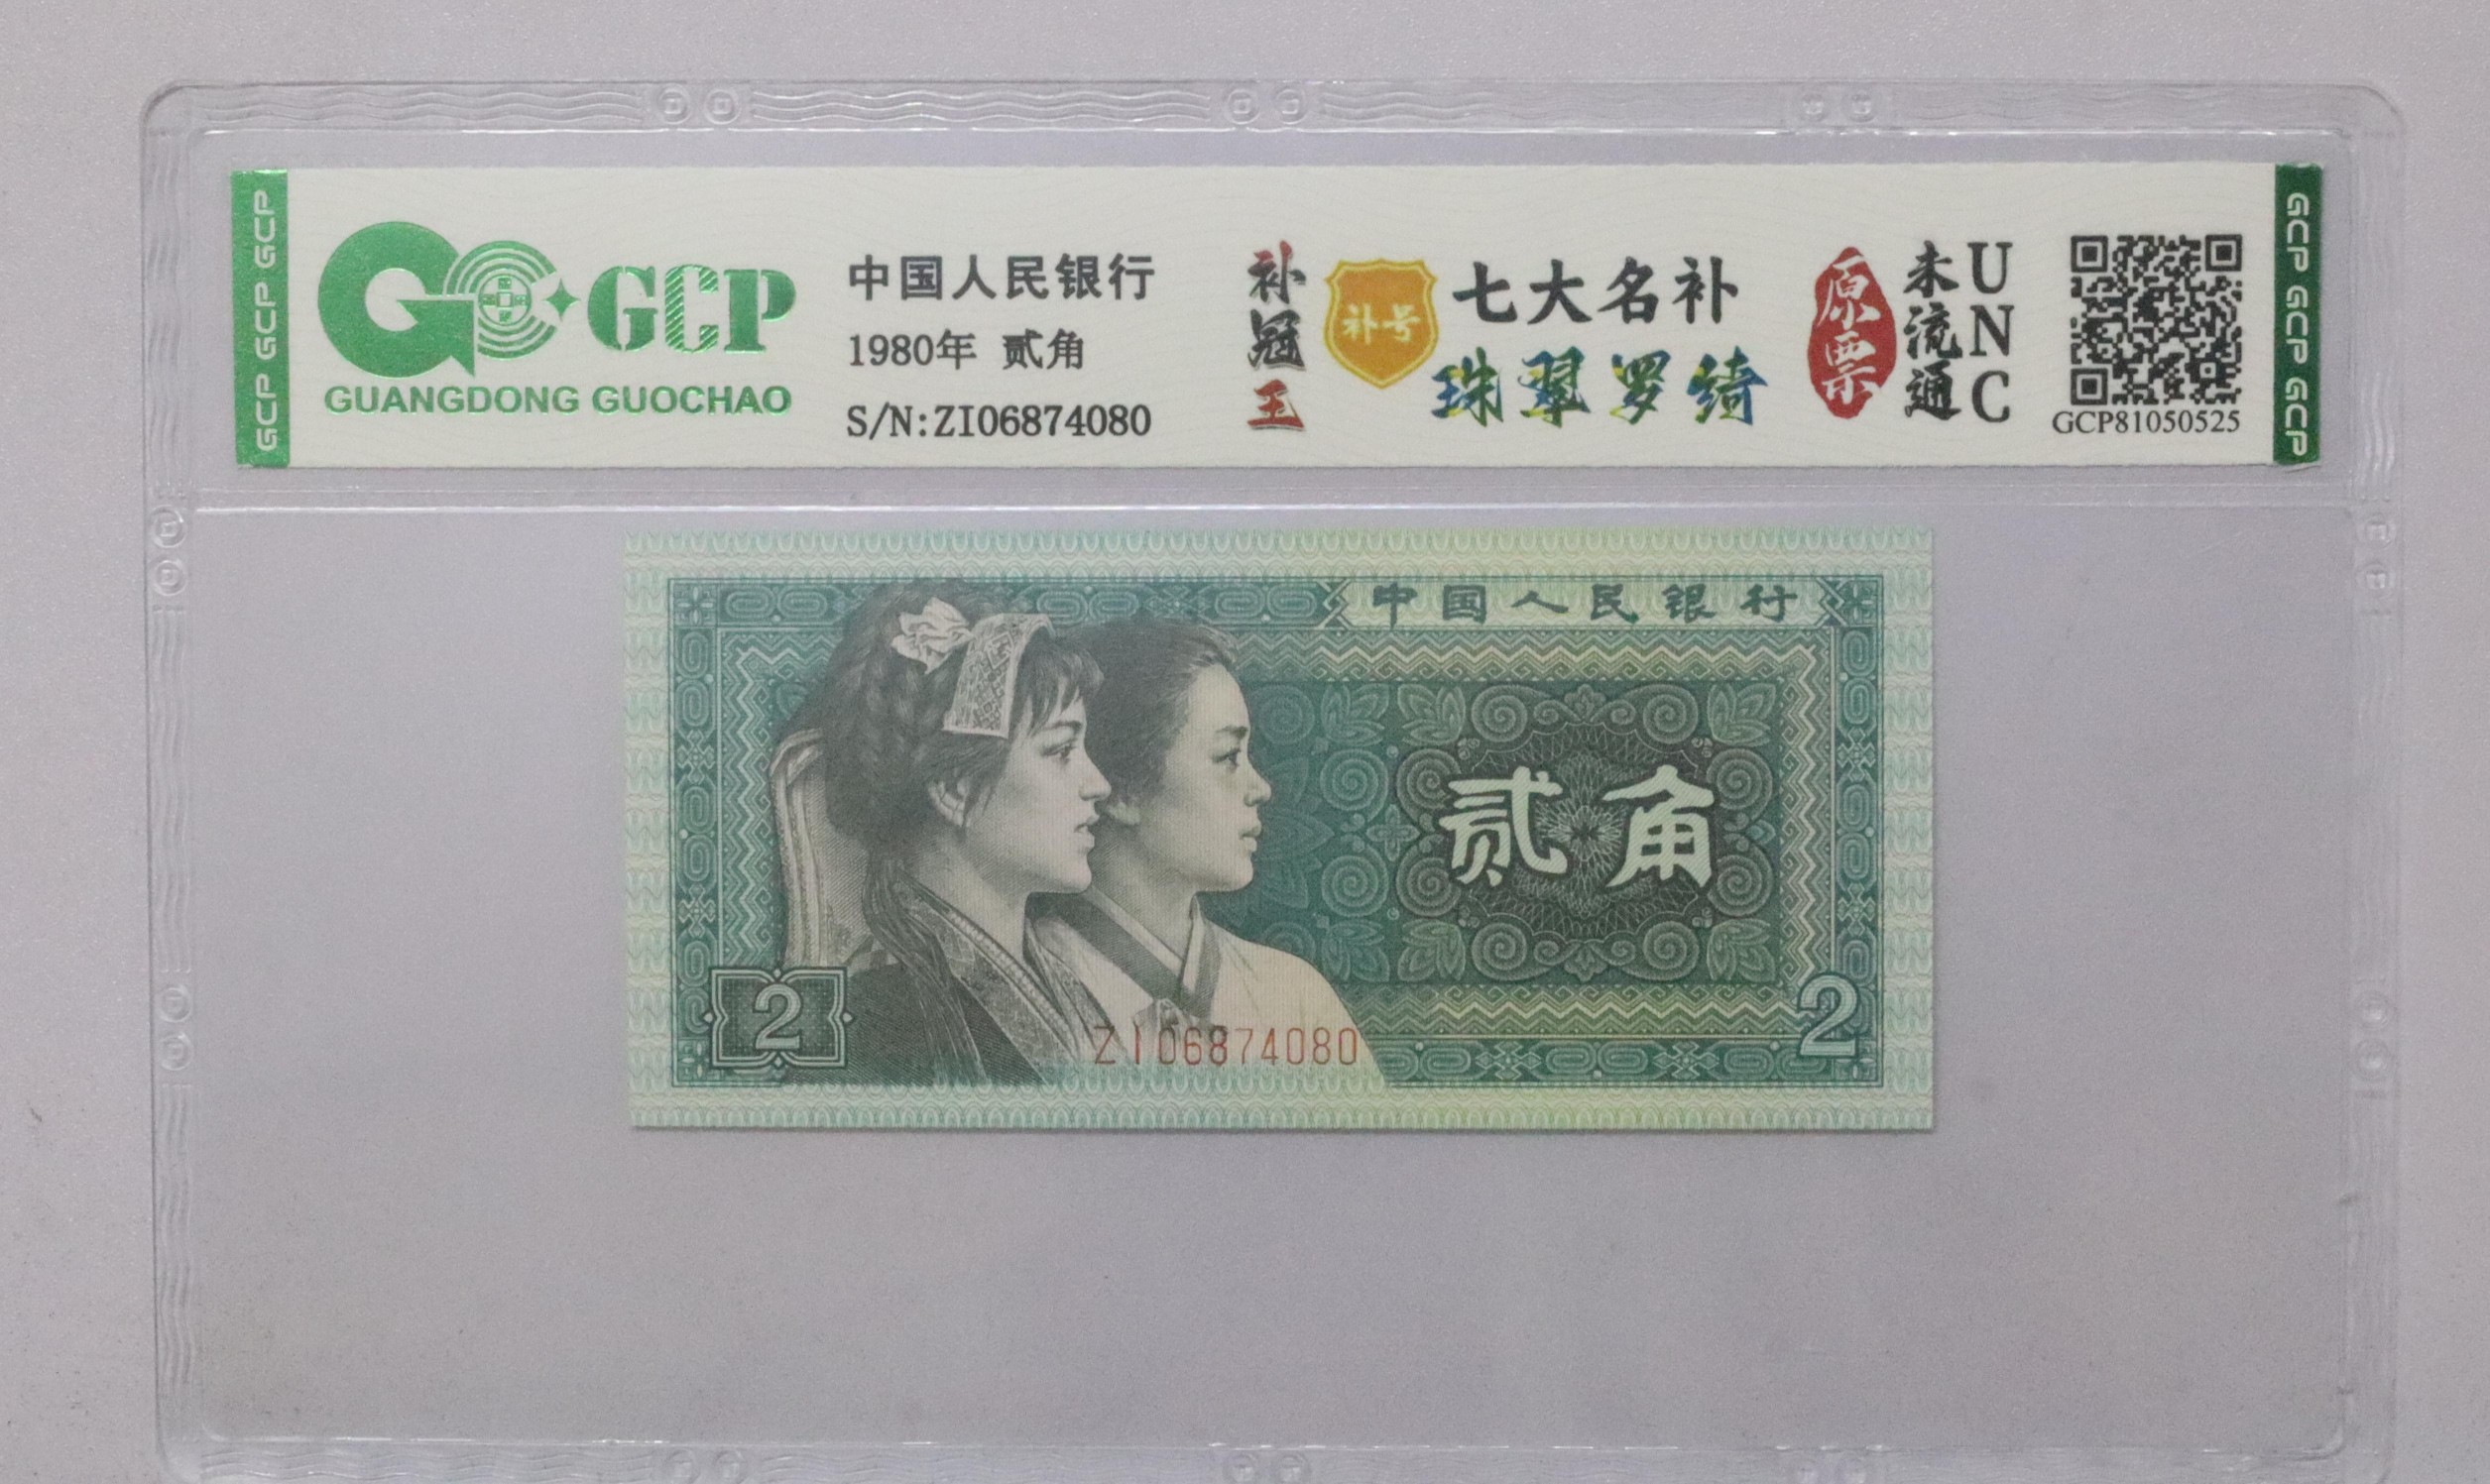 GCP GCP GCP
GCP
GUANGDONG GUOCHAO
中国人民银行
1980年 贰角
S/N:ZI06874080
补冠王
补号
七大名补
珠翠罗绮
原票
未流通
UNC
GCP81050525
GCP GCP GCP
中国人民银行
贰角
2
ZI06874080
2